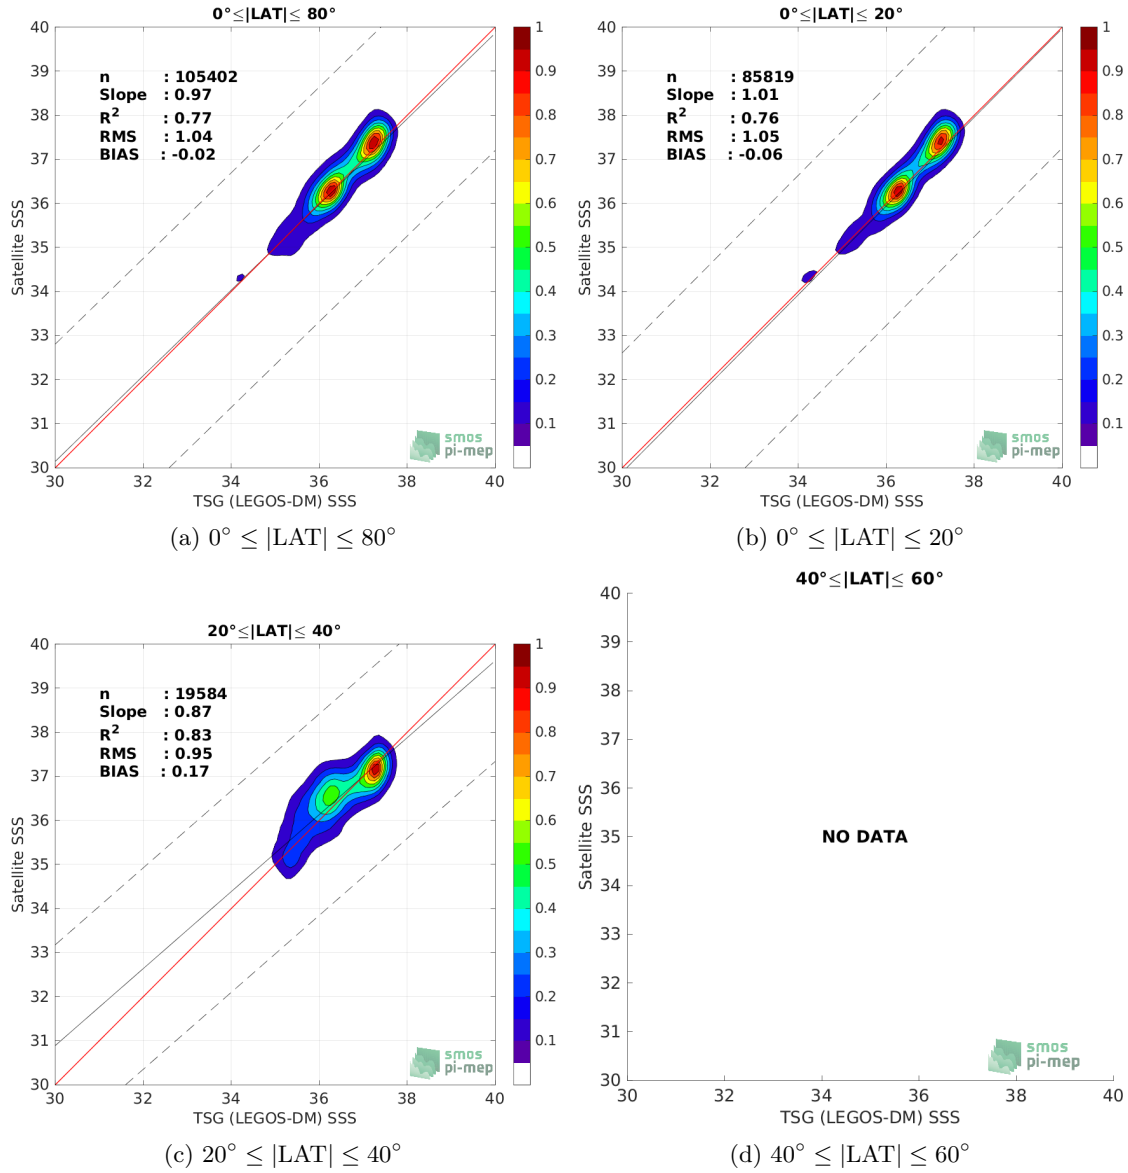 0°≤|LAT|≤ 80°
40
39
38
37
36
35
34
33
32
31
30
Satellite SSS
n : 105402
Slope : 0.97
R² : 0.77
RMS : 1.04
BIAS : -0.02
smos
pi-mep
30 32 34 36 38 40
TSG (LEGOS-DM) SSS
1
0.9
0.8
0.7
0.6
0.5
0.4
0.3
0.2
0.1
(a) 0° ≤ |LAT| ≤ 80°
0°≤|LAT|≤ 20°
40
39
38
37
36
35
34
33
32
31
30
Satellite SSS
n : 85819
Slope : 1.01
R² : 0.76
RMS : 1.05
BIAS : -0.06
smos
pi-mep
30 32 34 36 38 40
TSG (LEGOS-DM) SSS
1
0.9
0.8
0.7
0.6
0.5
0.4
0.3
0.2
0.1
(b) 0° ≤ |LAT| ≤ 20°
20°≤|LAT|≤ 40°
40
39
38
37
36
35
34
33
32
31
30
Satellite SSS
n : 19584
Slope : 0.87
R² : 0.83
RMS : 0.95
BIAS : 0.17
smos
pi-mep
30 32 34 36 38 40
TSG (LEGOS-DM) SSS
1
0.9
0.8
0.7
0.6
0.5
0.4
0.3
0.2
0.1
(c) 20° ≤ |LAT| ≤ 40°
40°≤|LAT|≤ 60°
40
39
38
37
36
35
34
33
32
31
30
Satellite SSS
NO DATA
smos
pi-mep
30 32 34 36 38 40
TSG (LEGOS-DM) SSS
(d) 40° ≤ |LAT| ≤ 60°